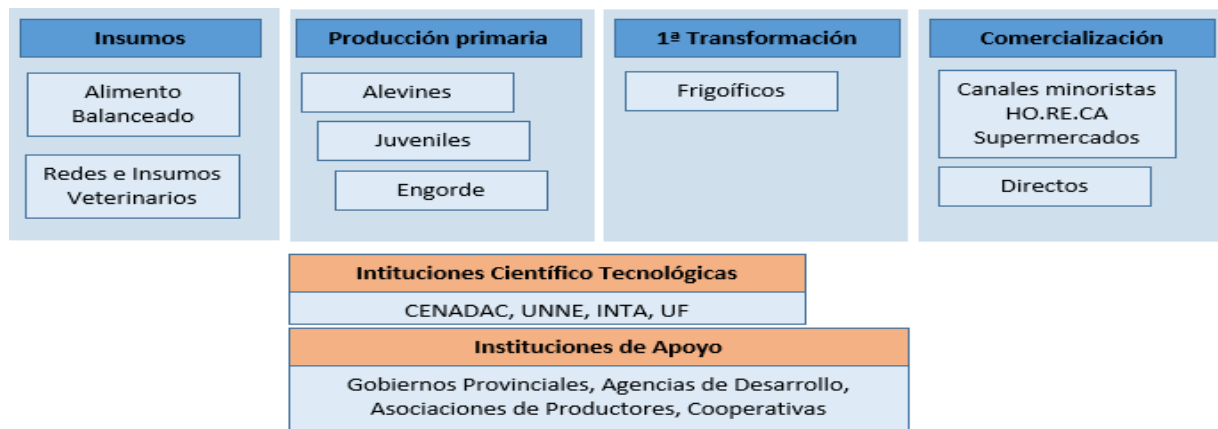 Insumos
Alimento
Balanceado
Redes e Insumos
Veterinarios
Producción primaria
Alevines
Juveniles
Engorde
1ª Transformación
Frigoíficos
Comercialización
Canales minoristas
HO.RE.CA
Supermercados
Directos
Intituciones Científico Tecnológicas
CENADAC, UNNE, INTA, UF
Instituciones de Apoyo
Gobiernos Provinciales, Agencias de Desarrollo,
Asociaciones de Productores, Cooperativas